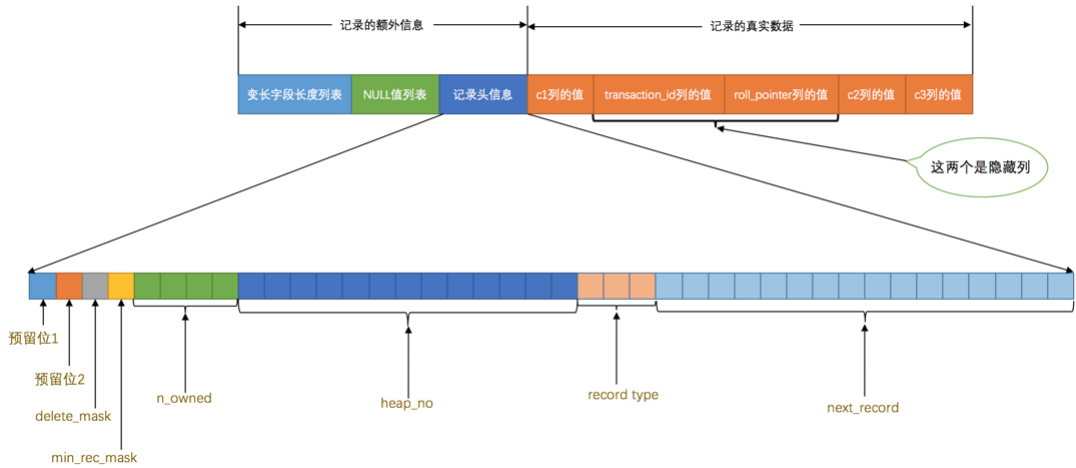 记录的额外信息
记录的真实数据
变长字段长度列表
NULL值列表
记录头信息
c1列的值
transaction_id列的值
roll_pointer列的值
c2列的值
c3列的值
这两个是隐藏列
预留位1
预留位2
delete_mask
min_rec_mask
n_owned
heap_no
record type
next_record